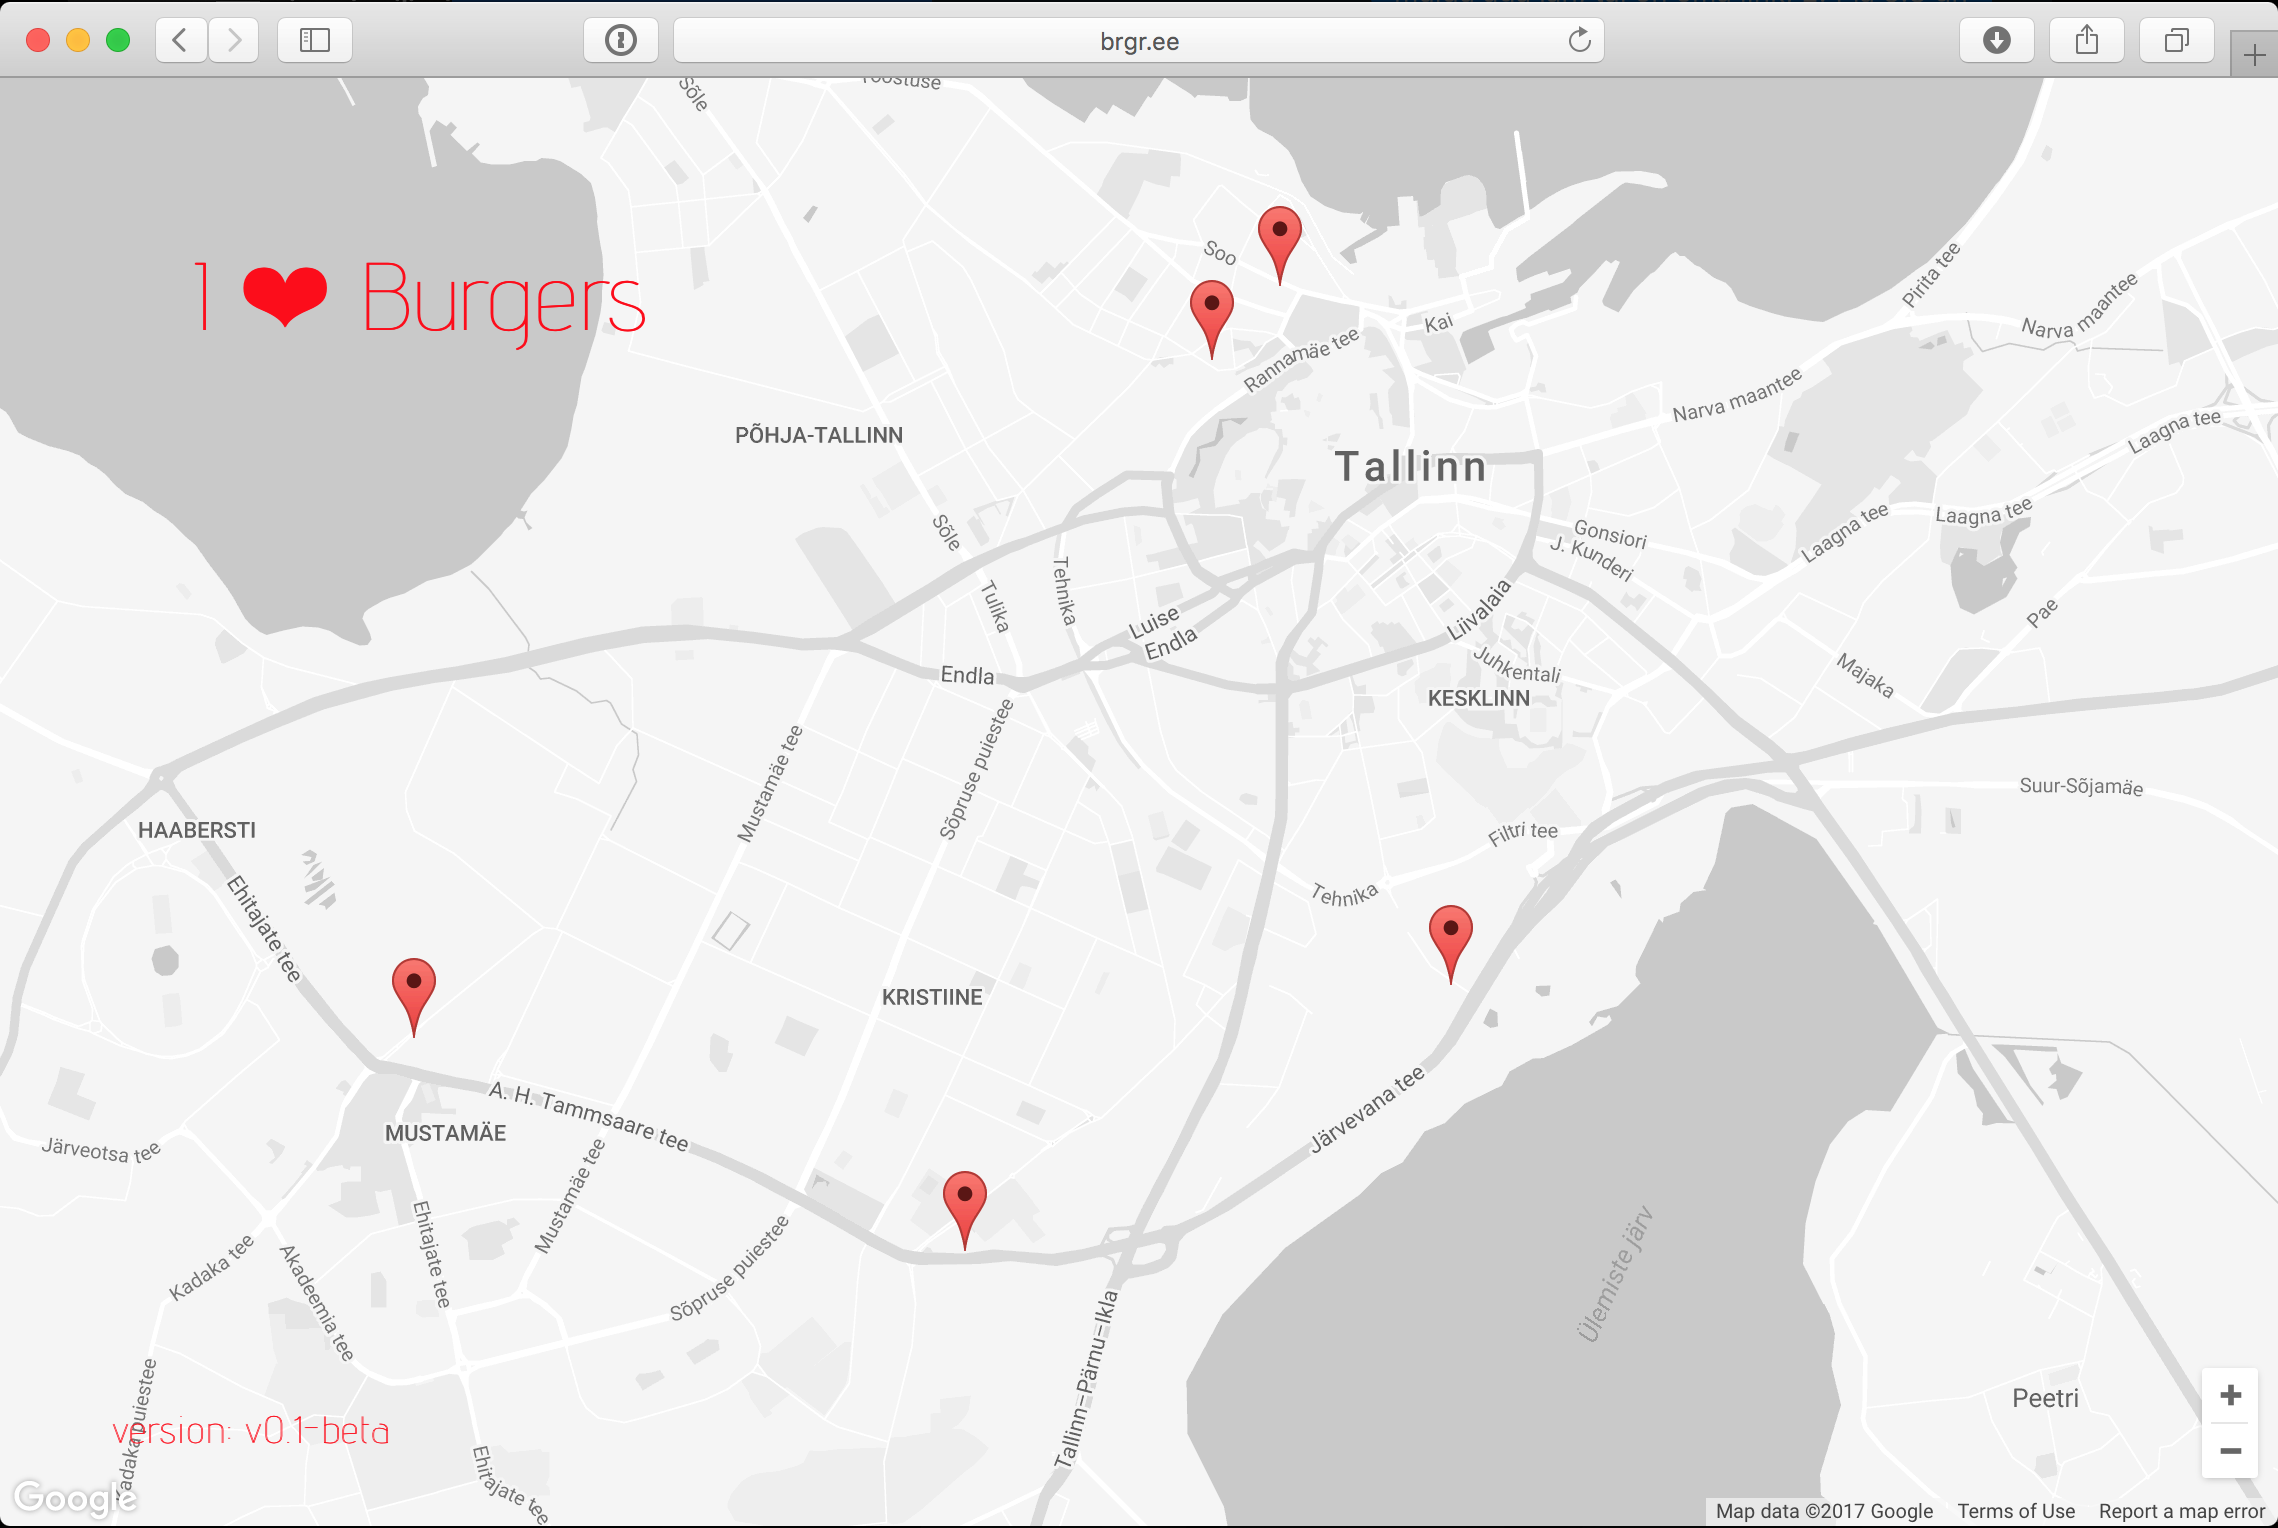 brgr.ee
Sõle
Tööstuse
I ❤ Burgers
Soo
Kai
Rannamäe tee
Pirita tee
Narva maantee
Narva maantee
Laagna tee
PÕHJA-TALLINN
Tallinn
Sõle
Gonsiori
J. Kunderi
Laagna tee
Laagna tee
Tulika
Tehnika
Luise
Endla
Liivalaia
Pae
Endla
Juhkentali
KESKLINN
Majaka
Mustamäe tee
Sõpruse puiestee
Suur-Sõjamäe
HAABERSTI
Filtri tee
Ehitajate tee
Tehnika
KRISTIINE
A. H. Tammsaare tee
MUSTAMÄE
Järveotsa tee
Järvevana tee
Mustamäe tee
Ehitajate tee
Kadaka tee
Akadeemia tee
Sõpruse puiestee
Ülemiste järv
Tallinn–Pärnu–Ikla
Kadaka puiestee
Peetri
version: v0.1-beta
Ehitajate tee
Google
Map data ©2017 Google Terms of Use Report a map error